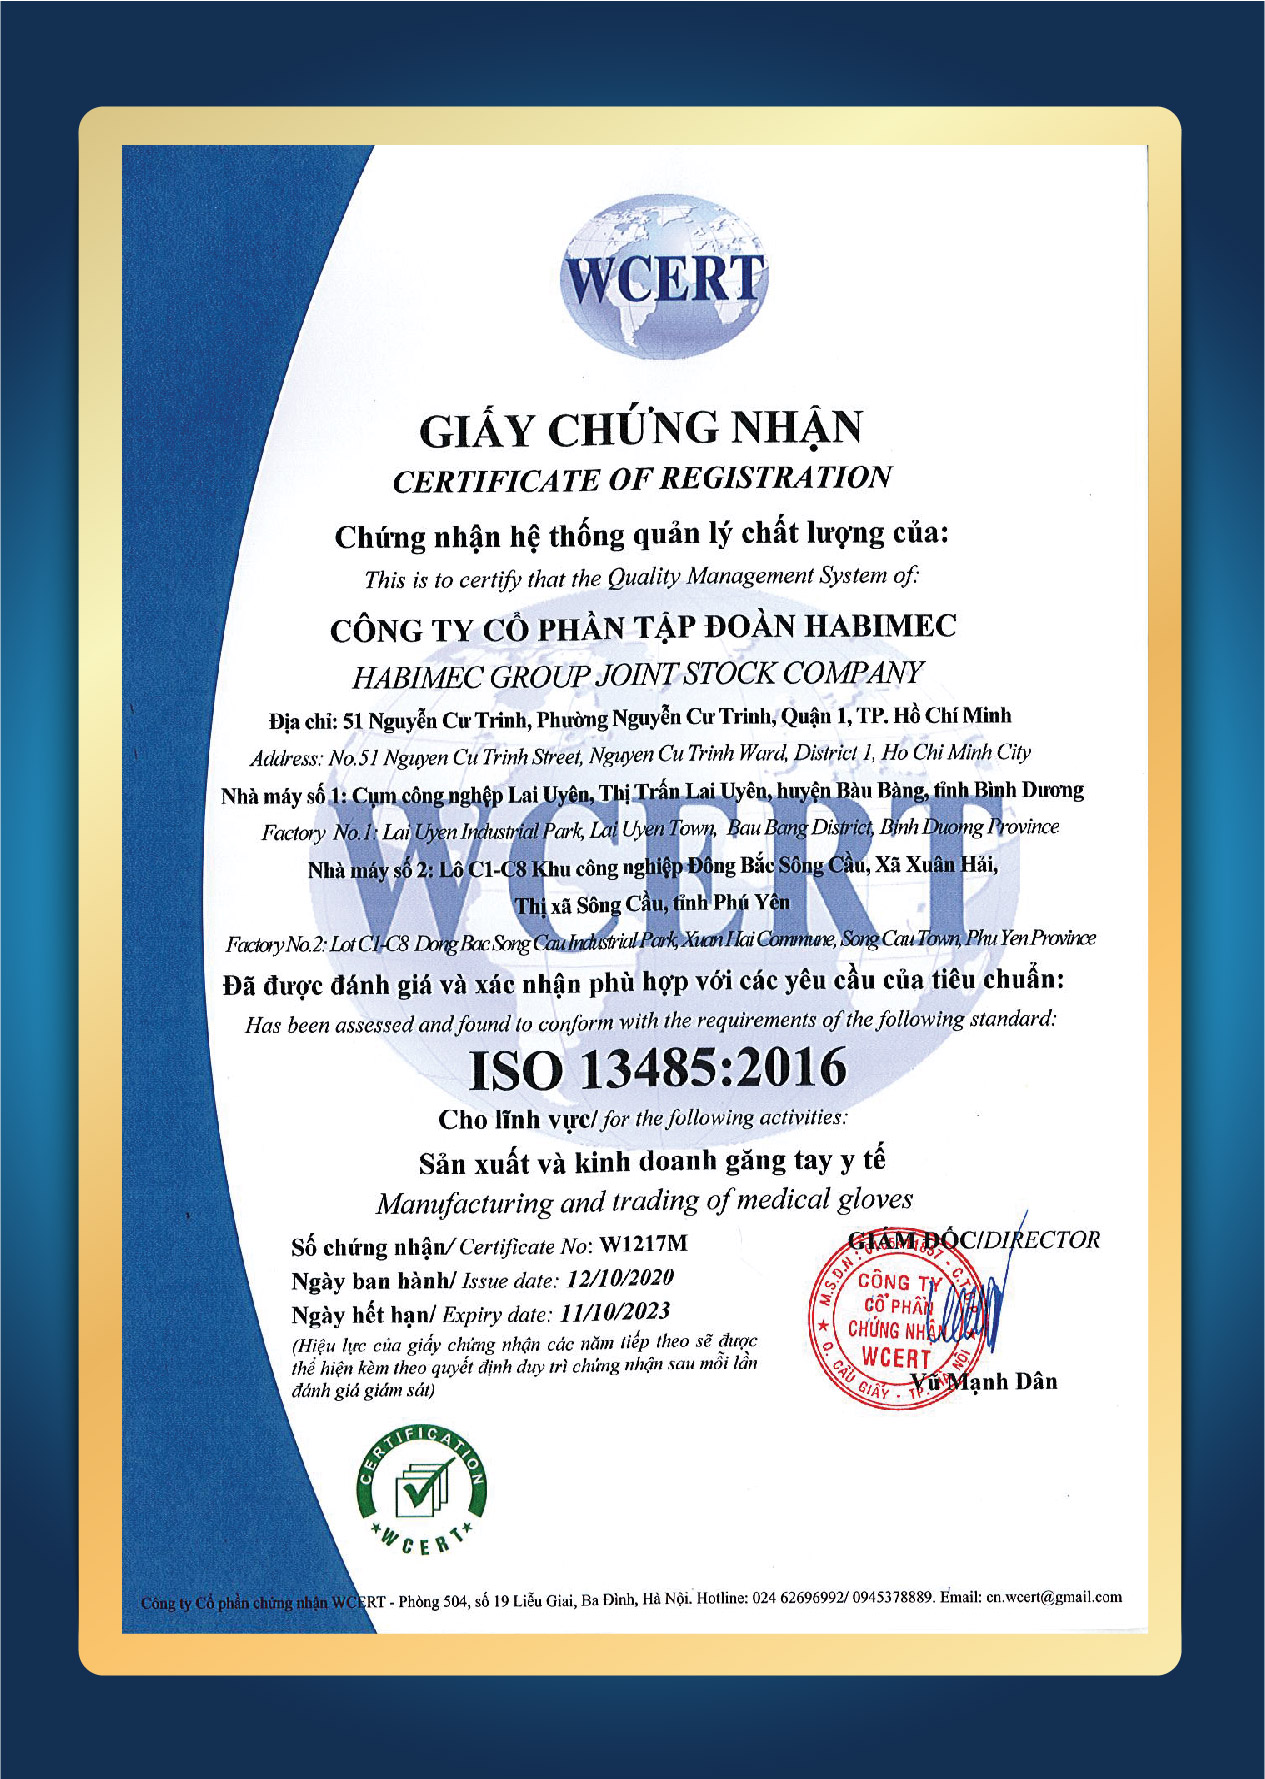 WCERT
GIẤY CHỨNG NHẬN
CERTIFICATE OF REGISTRATION
Chứng nhận hệ thống quản lý chất lượng của:
This is to certify that the Quality Management System of:
CÔNG TY CỔ PHẦN TẬP ĐOÀN HABIMEC
HABIMEC GROUP JOINT STOCK COMPANY
Địa chỉ: 51 Nguyễn Cư Trinh, Phường Nguyễn Cư Trinh, Quận 1, TP. Hồ Chí Minh
Address: No.51 Nguyen Cu Trinh Street, Nguyen Cu Trinh Ward, District 1, Ho Chi Minh City
Nhà máy số 1: Cụm công nghệp Lai Uyên, Thị Trấn Lai Uyên, huyện Bàu Bàng, tỉnh Bình Dương
Factory No.1: Lai Uyen Industrial Park, Lai Uyen Town, Bau Bang District, Binh Duomg Province
Nhà máy số 2: Lô C1-C8 Khu công nghiệp Đông Bắc Sông Cầu, Xã Xuân Hải,
Thị xã Sông Cầu, tỉnh Phú Yên
Factory No.2: Lot C1-C8 Dong Bac Song Cau Industrial Park, Xuan Hai Commune, Song Cau Town, Phu Yen Province
WCERT
Đã được đánh giá và xác nhận phù hợp với các yêu cầu của tiêu chuẩn:
Has been assessed and found to conform with the requirements of the following standard:
ISO 13485:2016
Cho lĩnh vực/ for the following activities:
Sản xuất và kinh doanh găng tay y tế
Manufacturing and trading of medical gloves
Số chứng nhận/ Certificate No: W1217M
Ngày ban hành/ Issue date: 12/10/2020
Ngày hết hạn/ Expiry date: 11/10/2023
(Hiệu lực của giấy chứng nhận các năm tiếp theo sẽ được
thể hiện kèm theo quyết định duy trì chứng nhận sau mỗi lần
đánh giá giám sát)
GIÁM ĐỐC/DIRECTOR
M.S.D.N:
CÔNG TY
CỔ PHẦN
CHỨNG NHẬN
WCERT
Q. CẦU GIẤY - TP. HÀ NỘI
Vũ Mạnh Dân
CERTIFICATION
WCERT
Công ty Cổ phần chứng nhận WCERT - Phòng 504, số 19 Liễu Giai, Ba Đình, Hà Nội. Hotline: 024 62696992/ 0945378889. Email: cn.wcert@gmail.com